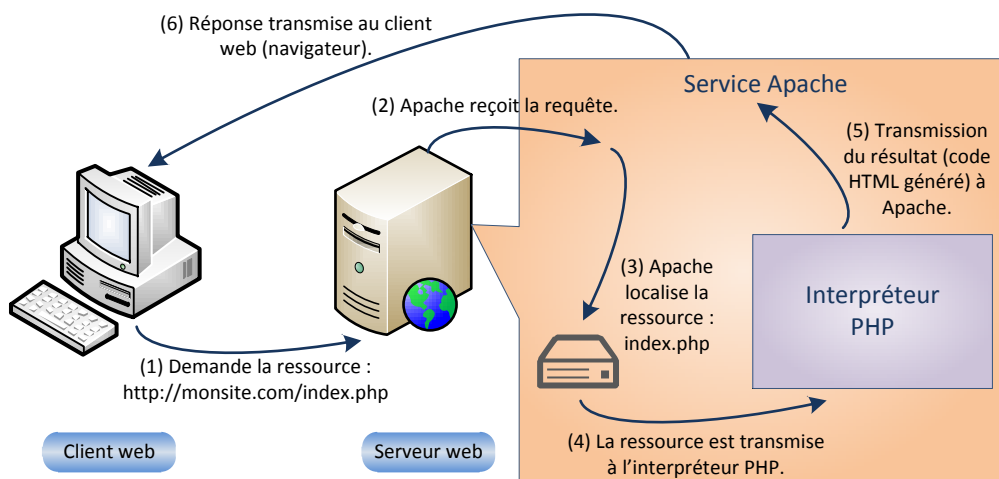 (6) Réponse transmise au client
web (navigateur).
Service Apache
(2) Apache reçoit la requête.
(5) Transmission
du résultat (code
HTML généré) à
Apache.
(3) Apache
localise la
ressource :
index.php
Interpréteur
PHP
(1) Demande la ressource :
http://monsite.com/index.php
(4) La ressource est transmise
à l’interpréteur PHP.
Client web
Serveur web